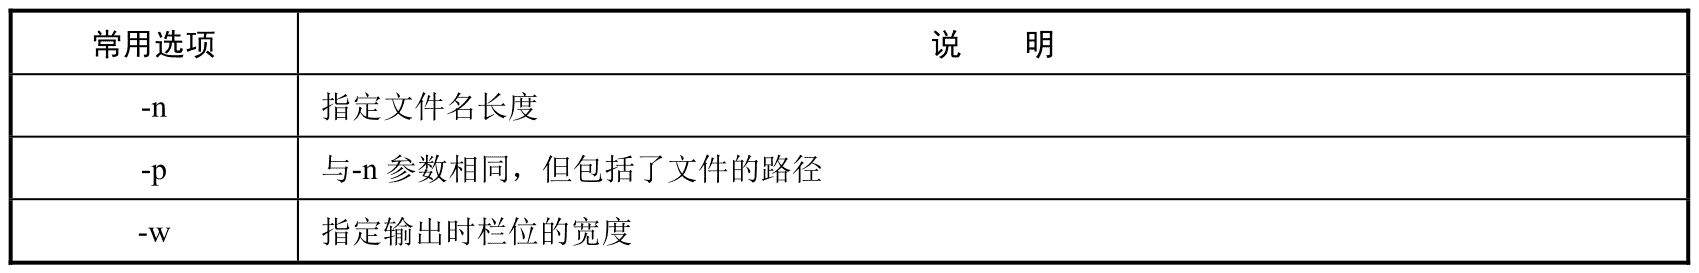 常用选项 说 明
-n 指定文件名长度
-p 与-n 参数相同，但包括了文件的路径
-w 指定输出时栏位的宽度